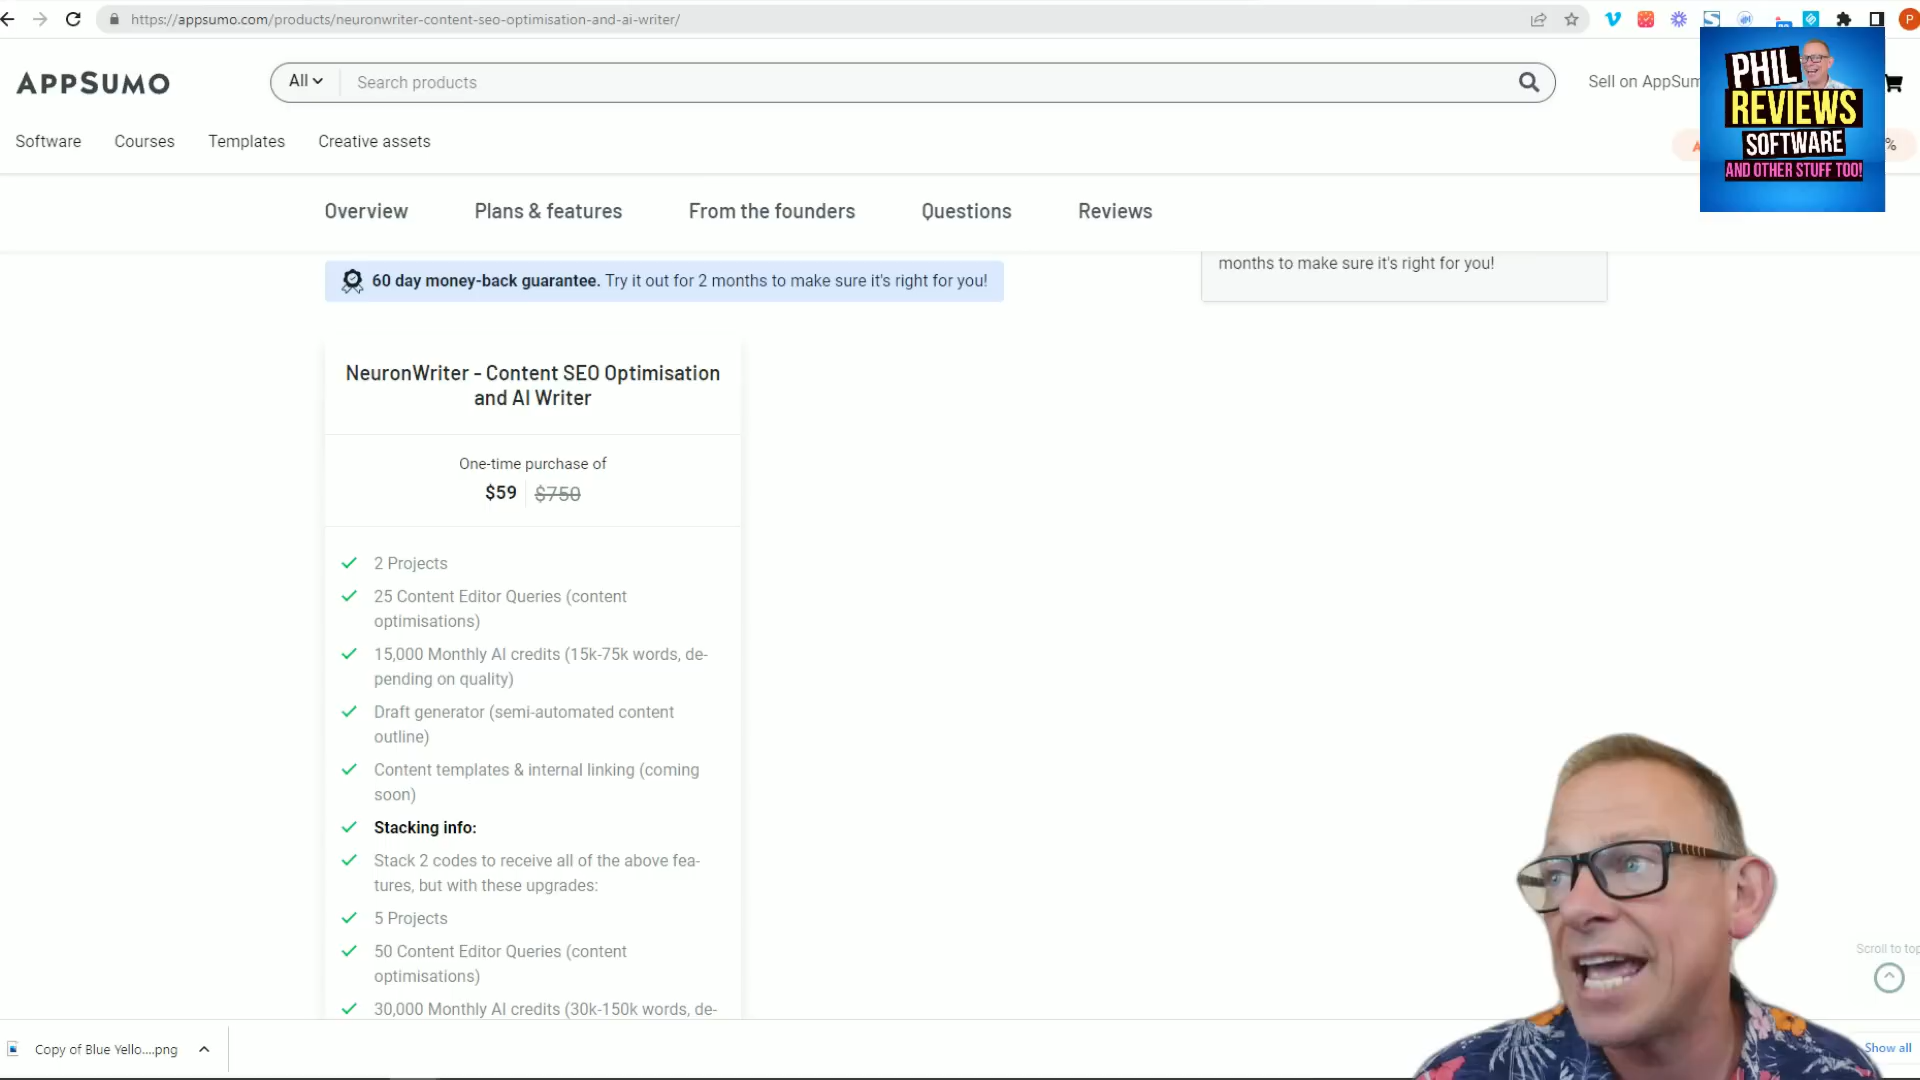 https://appsumo.com/products/neuronwriter-content-seo-optimisation-and-ai-writer/
P
APPSUMO
All
Search products
Sell on AppSum
Software
Courses
Templates
Creative assets
%
PHIL
REVIEWS
SOFTWARE
AND OTHER STUFF TOO!
Overview
Plans & features
From the founders
Questions
Reviews
60 day money-back guarantee. Try it out for 2 months to make sure it's right for you!
months to make sure it's right for you!
NeuronWriter - Content SEO Optimisation
and AI Writer
One-time purchase of
$59 $750
2 Projects
25 Content Editor Queries (content
optimisations)
15,000 Monthly AI credits (15k-75k words, de-
pending on quality)
Draft generator (semi-automated content
outline)
Content templates & internal linking (coming
soon)
Stacking info:
Stack 2 codes to receive all of the above fea-
tures, but with these upgrades:
5 Projects
50 Content Editor Queries (content
optimisations)
30,000 Monthly AI credits (30k-150k words, de-
Scroll to top
Copy of Blue Yello....png
Show all